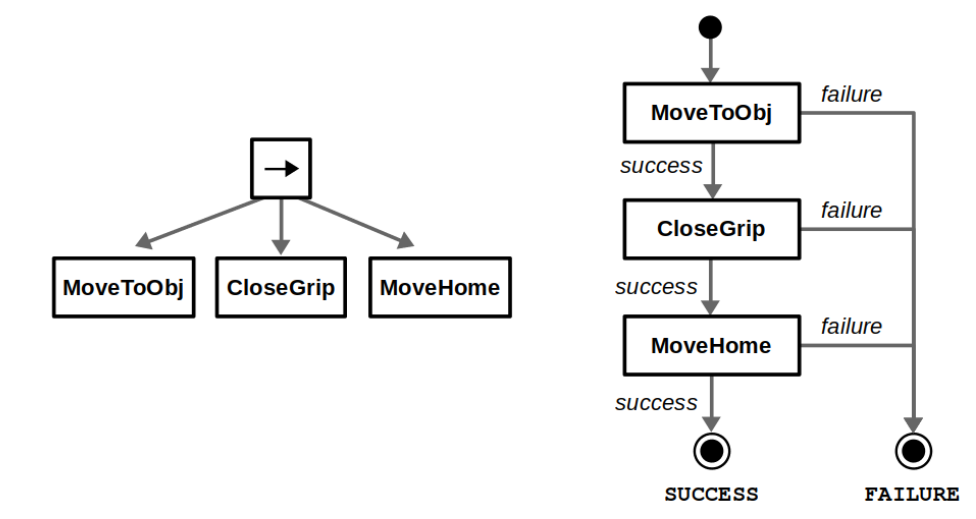 MoveToObj
CloseGrip
MoveHome
MoveToObj
failure
success
CloseGrip
failure
success
MoveHome
failure
success
SUCCESS
FAILURE